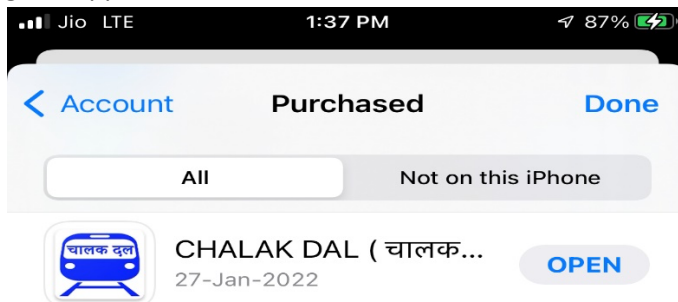 Jio LTE 1:37 PM 87%
Account Purchased Done
All Not on this iPhone
चालक दल
CHALAK DAL ( चालक...
27-Jan-2022
OPEN